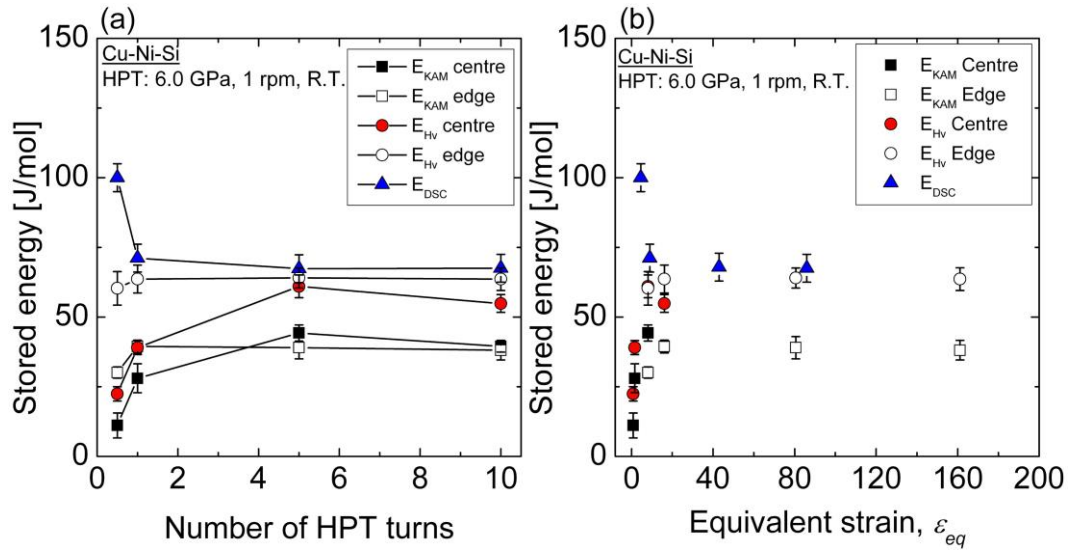 (a)
Cu-Ni-Si
HPT: 6.0 GPa, 1 rpm, R.T.
E_KAM centre
E_KAM edge
E_Hv centre
E_Hv edge
E_DSC
150
100
50
0
Stored energy [J/mol]
0 2 4 6 8 10
Number of HPT turns
(b)
Cu-Ni-Si
HPT: 6.0 GPa, 1 rpm, R.T.
E_KAM Centre
E_KAM Edge
E_Hv Centre
E_Hv Edge
E_DSC
150
100
50
0
Stored energy [J/mol]
0 40 80 120 160 200
Equivalent strain, ε_eq